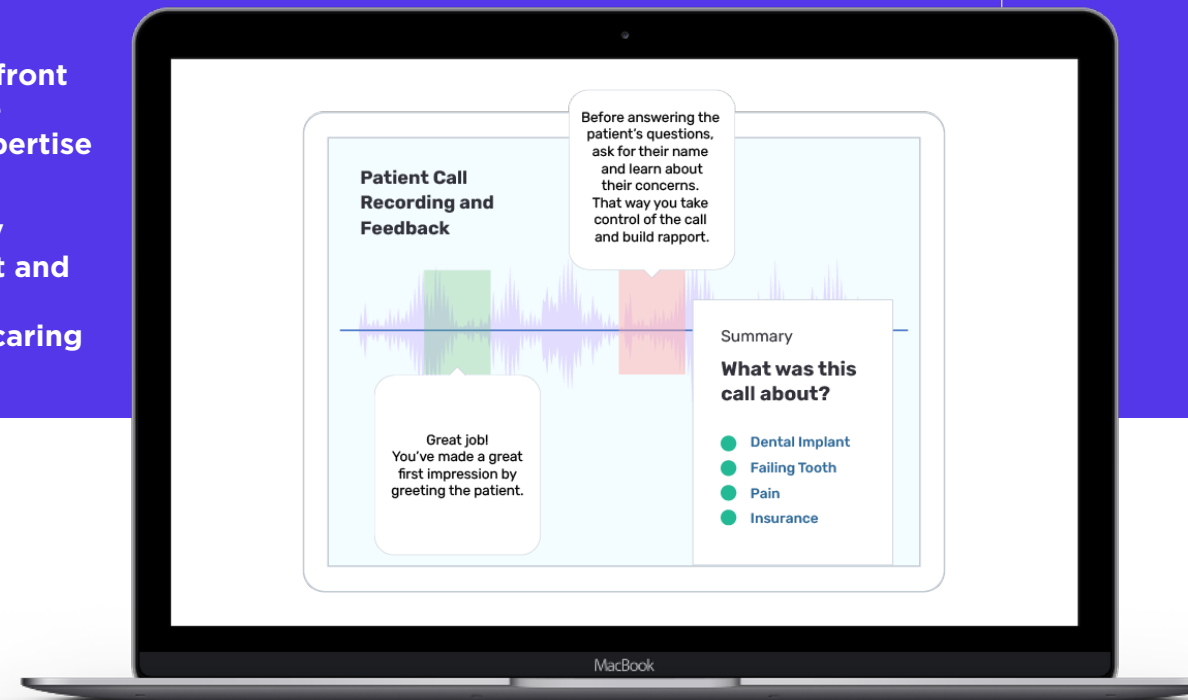 front
pertise
t and
caring
Patient Call
Recording and
Feedback
Before answering the
patient's questions,
ask for their name
and learn about
their concerns.
That way you take
control of the call
and build rapport.
Great job!
You've made a great
first impression by
greeting the patient.
Summary
What was this
call about?
Dental Implant
Failing Tooth
Pain
Insurance
MacBook